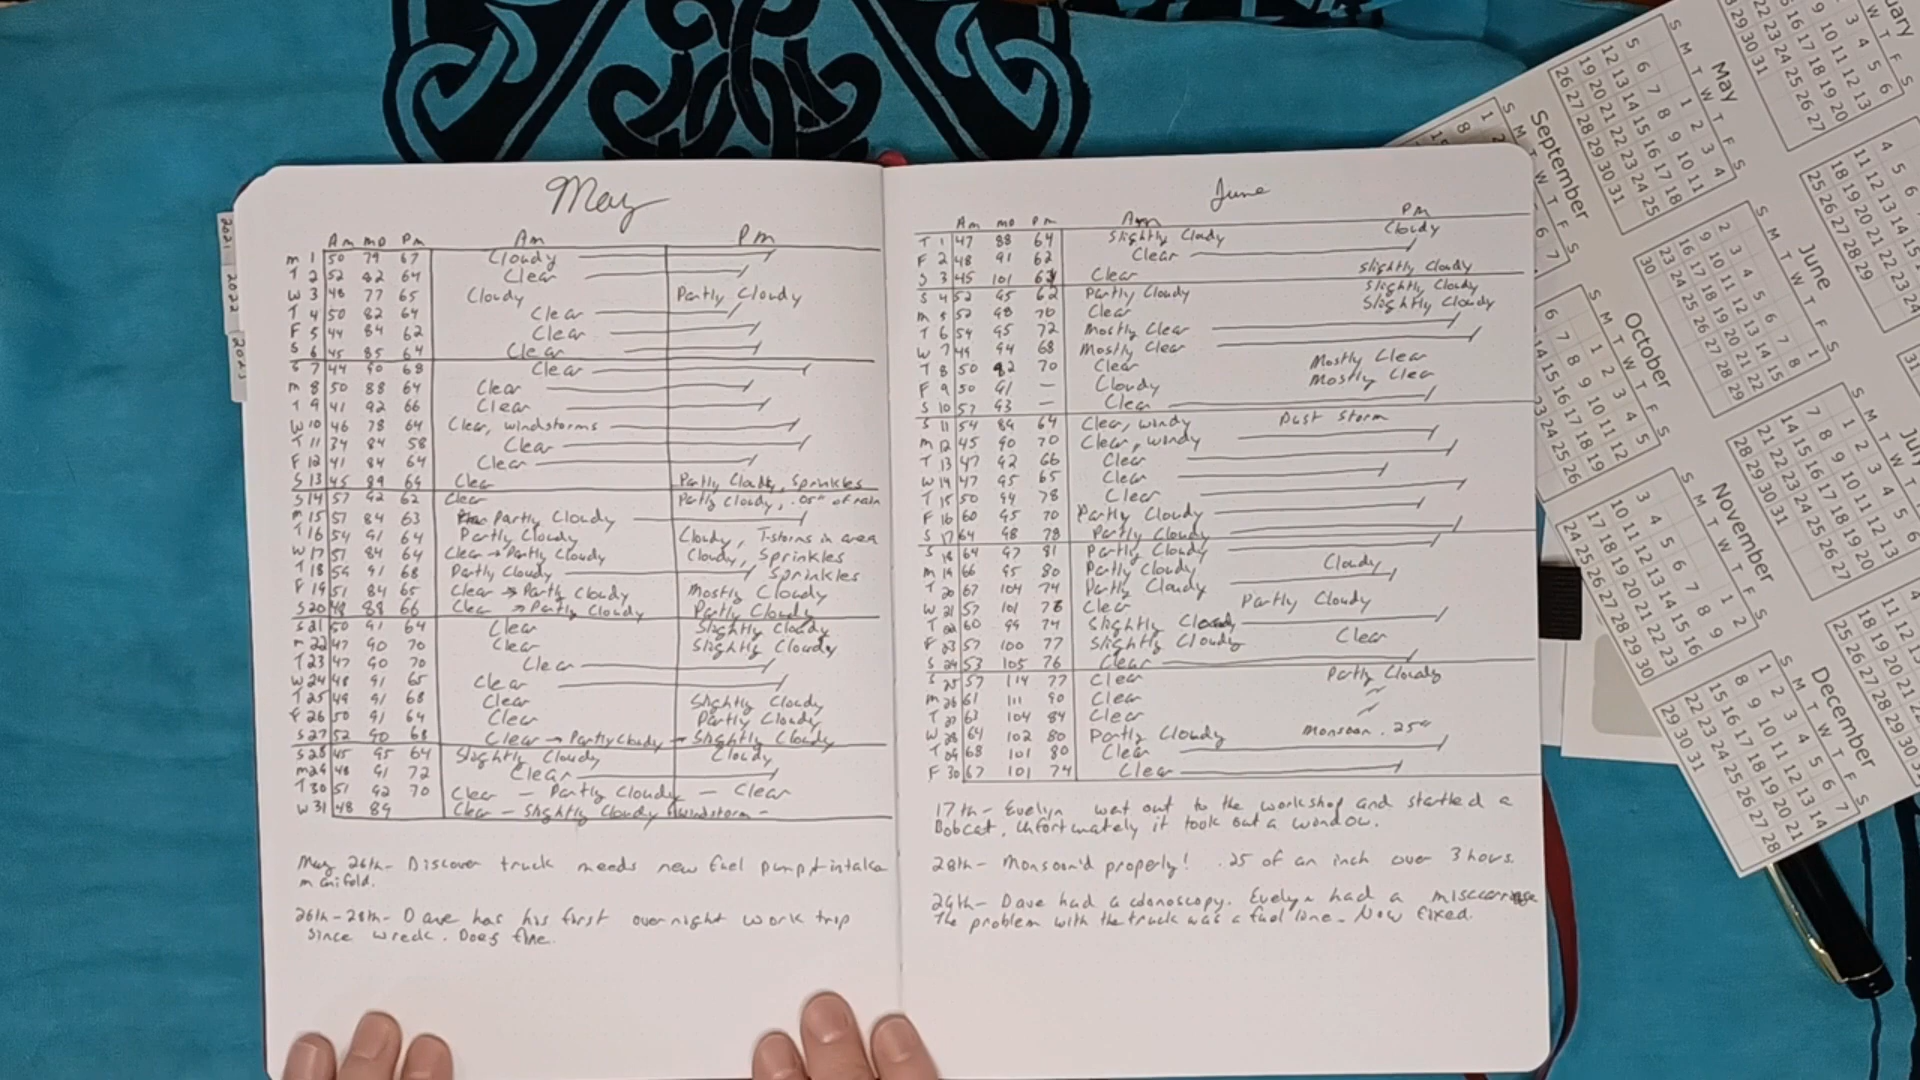 May
Am mo Pm Am Pm
M 1 50 79 67 Cloudy
T 2 52 82 64 Clear
W 3 48 77 65 Cloudy Partly Cloudy
T 4 50 82 64 Clear
F 5 44 84 62 Clear
S 6 45 85 64 Clear
S 7 44 90 68 Clear
M 8 50 88 64 Clear
T 9 41 92 66 Clear
W 10 46 78 64 Clear, windstorms
T 11 34 84 58 Clear
F 12 41 84 64 Clear
S 13 45 89 69 Clear Partly Cloudy, Sprinkles
S 14 57 92 62 Clear Partly Cloudy, .05" of rain
M 15 57 84 63 Partly Cloudy
T 16 54 91 64 Partly Cloudy Cloudy, T-storms in area
W 17 51 84 64 Clear → Partly Cloudy Cloudy, Sprinkles
T 18 59 91 68 Partly Cloudy Sprinkles
F 19 51 84 65 Clear → Partly Cloudy Mostly Cloudy
S 20 48 88 66 Clear → Partly Cloudy Partly Cloudy
S 21 50 91 64 Clear Slightly Cloudy
M 22 47 90 70 Clear Slightly Cloudy
T 23 47 90 70 Clear
W 24 48 91 65 Clear
T 25 49 91 68 Clear Slightly Cloudy
F 26 50 91 64 Clear Partly Cloudy
S 27 52 90 68 Clear → Partly Cloudy → Slightly Cloudy
S 28 45 95 64 Slightly Cloudy Cloudy
M 29 48 91 72 Clear
T 30 51 92 70 Clear - Partly Cloudy - Clear
W 31 48 89 Clear - Slightly Cloudy windstorm -
May 26th - Discover truck needs new fuel pump + intake
manifold.
26th-28th - Dave has his first overnight work trip
since wreck. Does fine.
June
Am mo Pm Am Pm
T 1 47 88 64 Slightly Cloudy Cloudy
F 2 48 91 62 Clear
S 3 45 101 Clear Slightly Cloudy
S 4 52 95 62 Partly Cloudy Slightly Cloudy
M 5 52 98 70 Clear Slightly Cloudy
T 6 54 95 72 Mostly Clear
W 7 49 94 68 Mostly Clear
T 8 50 82 70 Clear Mostly Clear
F 9 50 91 — Cloudy Mostly Clear
S 10 57 93 — Clear
S 11 54 89 64 Clear, windy Dust Storm
M 12 45 90 70 Clear, windy
T 13 47 92 66 Clear
W 14 47 95 65 Clear
T 15 50 99 78 Clear
F 16 60 95 70 Partly Cloudy
S 17 64 98 78 Partly Cloudy
S 18 64 97 81 Partly Cloudy
M 19 66 95 80 Partly Cloudy Cloudy
T 20 67 104 74 Partly Cloudy
W 21 57 101 78 Clear Partly Cloudy
T 22 60 99 74 Slightly Cloudy
F 23 57 100 77 Slightly Cloudy Clear
S 24 53 105 76 Clear
S 25 57 114 77 Clear Partly Cloudy
M 26 61 111 90 Clear "
T 27 63 104 84 Clear "
W 28 64 102 80 Partly Cloudy Monsoon .25"
T 29 68 101 80 Clear
F 30 67 101 74 Clear
17th - Evelyn wet out to the workshop and startled a
Bobcat, Unfortunately it took out a window.
28th - Monsoon'd properly! .25 of an inch over 3 hours.
29th - Dave had a colonoscopy. Evelyn had a miscarriage
The problem with the truck was a fuel line - Now Fixed.
2021
2022
2023
May
September
June
October
November
December